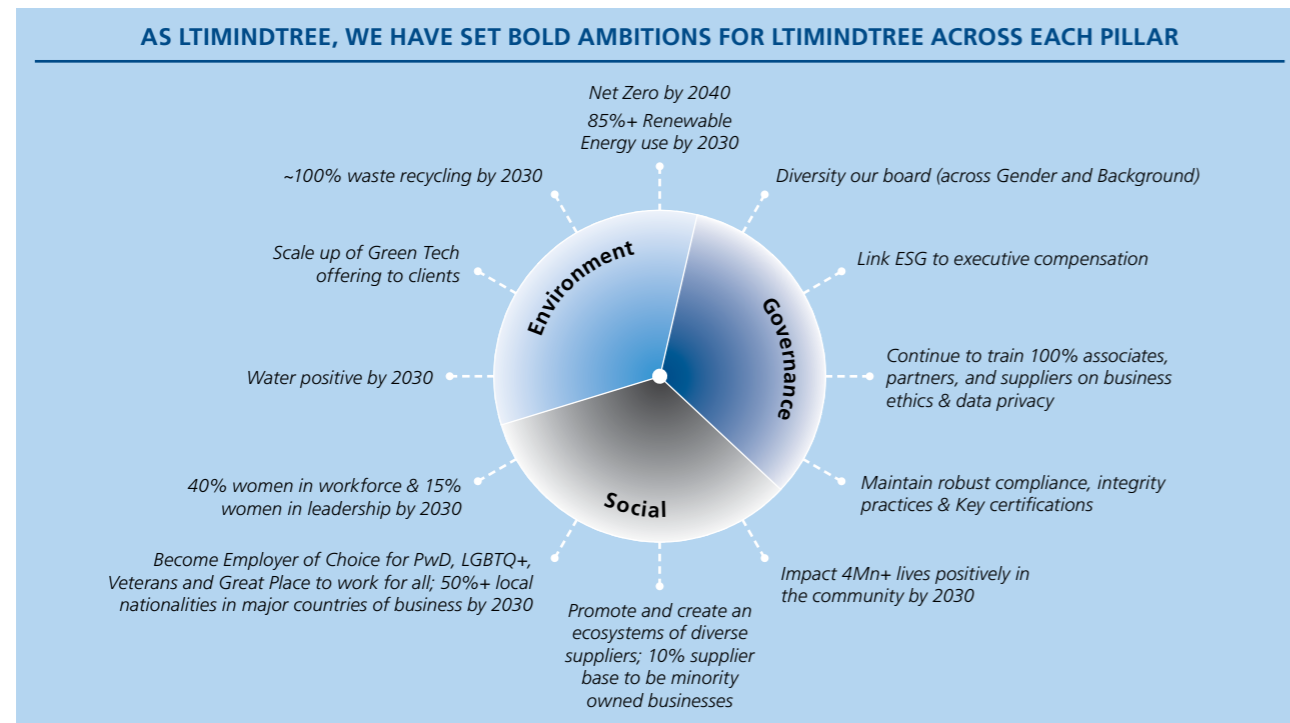 AS LTIMINDTREE, WE HAVE SET BOLD AMBITIONS FOR LTIMINDTREE ACROSS EACH PILLAR
Net Zero by 2040
85%+ Renewable
Energy use by 2030
~100% waste recycling by 2030
Diversity our board (across Gender and Background)
Scale up of Green Tech
offering to clients
Link ESG to executive compensation
Environment
Governance
Water positive by 2030
Continue to train 100% associates,
partners, and suppliers on business
ethics & data privacy
40% women in workforce & 15%
women in leadership by 2030
Social
Maintain robust compliance, integrity
practices & Key certifications
Become Employer of Choice for PwD, LGBTQ+,
Veterans and Great Place to work for all; 50%+ local
nationalities in major countries of business by 2030
Impact 4Mn+ lives positively in
the community by 2030
Promote and create an
ecosystems of diverse
suppliers; 10% supplier
base to be minority
owned businesses